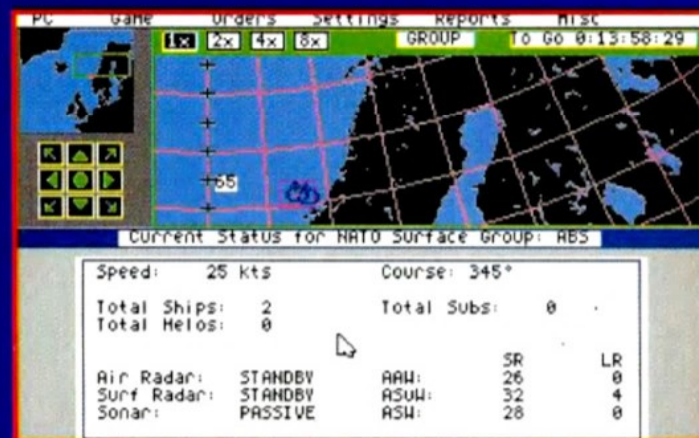 PC Game Orders Settings Reports Misc
1x 2x 4x 8x GROUP To Go 0:13:58:29
65
Current Status for NATO Surface Group: ABS
Speed: 25 kts Course: 345°
Total Ships: 2 Total Subs: 0
Total Helos: 0
SR LR
Air Radar: STANDBY AAW: 26 0
Surf Radar: STANDBY ASuW: 32 4
Sonar: PASSIVE ASW: 28 0